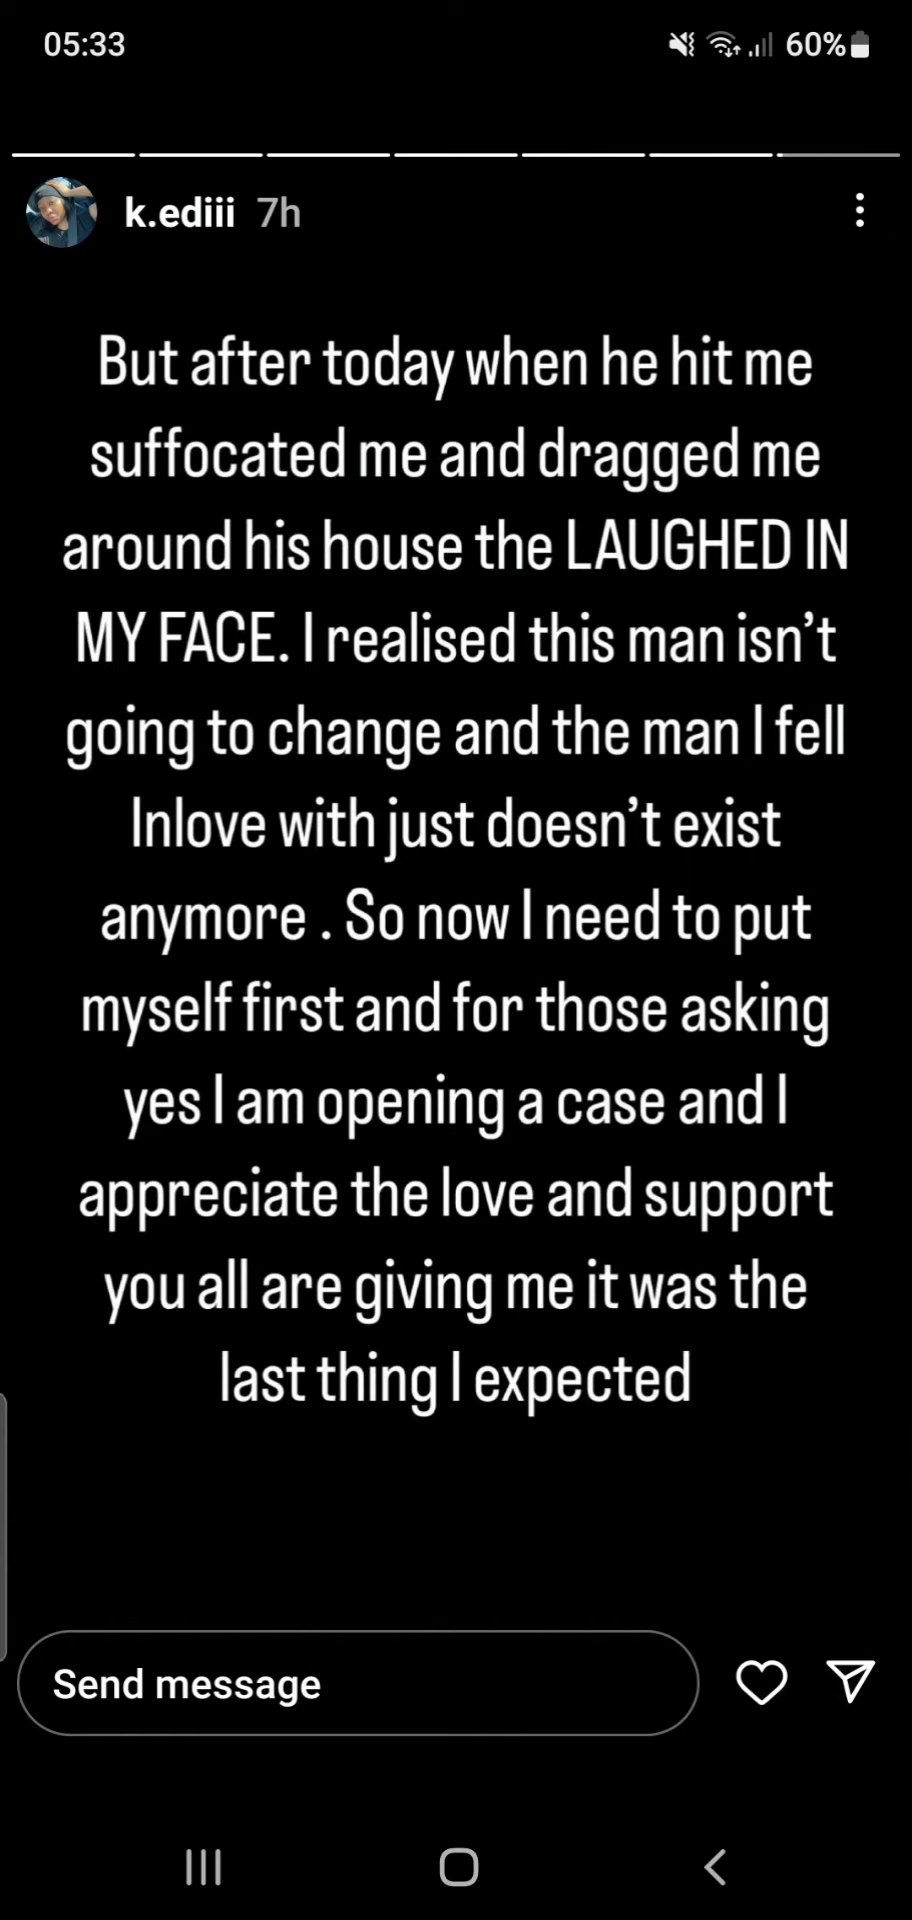 05:33
60%
k.ediii 7h
But after today when he hit me
suffocated me and dragged me
around his house the LAUGHED IN
MY FACE. I realised this man isn’t
going to change and the man I fell
Inlove with just doesn’t exist
anymore . So now I need to put
myself first and for those asking
yes I am opening a case and I
appreciate the love and support
you all are giving me it was the
last thing I expected
Send message